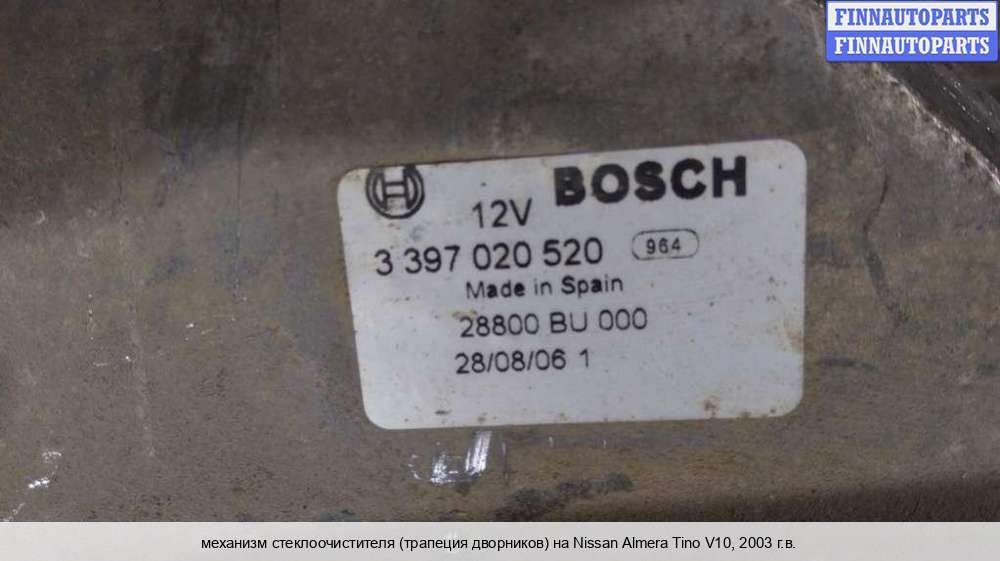 FINNAUTOPARTS
FINNAUTOPARTS
BOSCH
12V
3 397 020 520 964
Made in Spain
28800 BU 000
28/08/06 1
механизм стеклоочистителя (трапеция дворников) на Nissan Almera Tino V10, 2003 г.в.